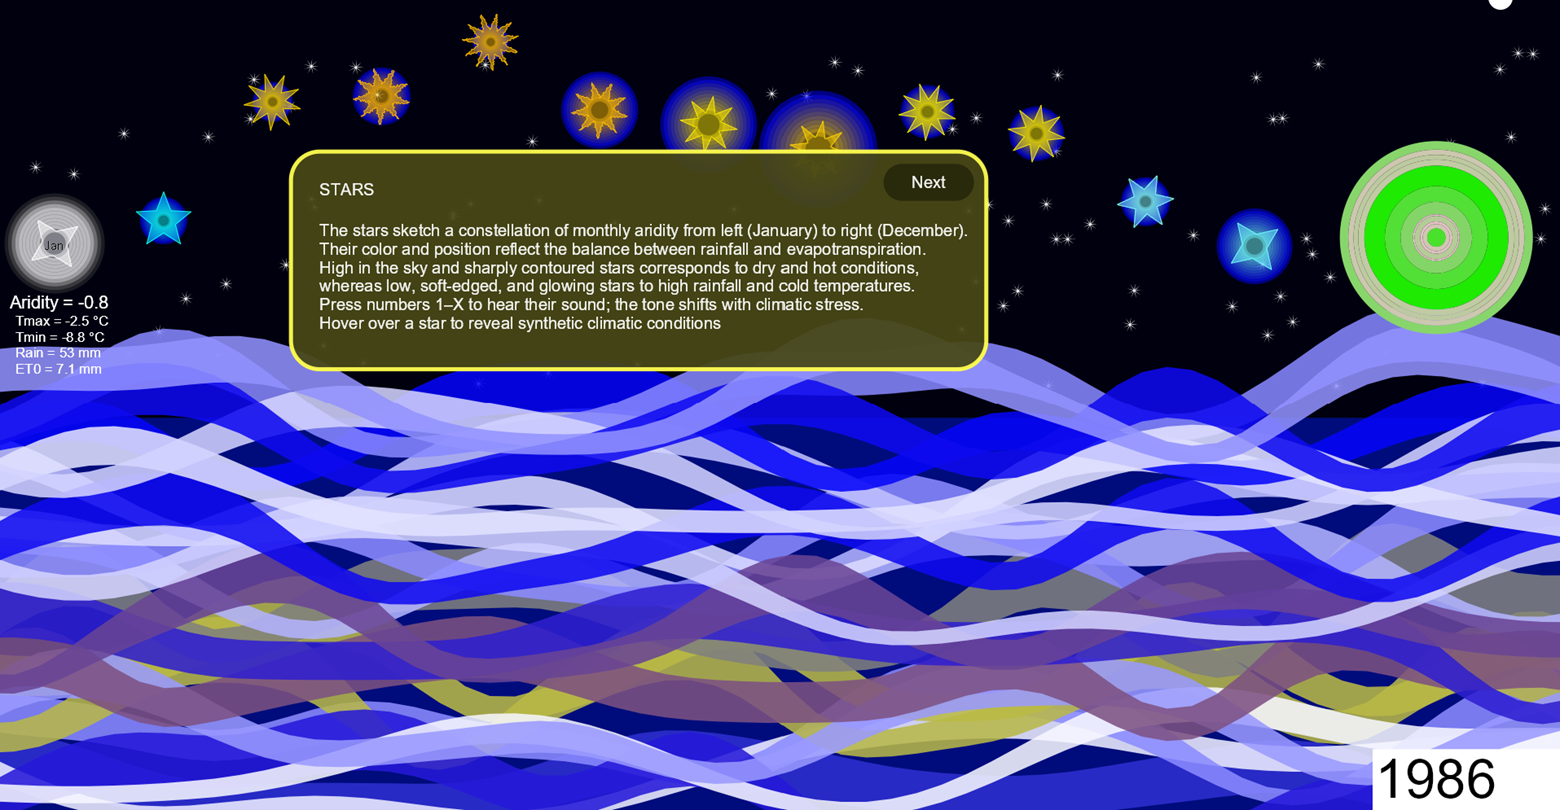 Next
STARS
The stars sketch a constellation of monthly aridity from left (January) to right (December).
Their color and position reflect the balance between rainfall and evapotranspiration.
High in the sky and sharply contoured stars corresponds to dry and hot conditions,
whereas low, soft-edged, and glowing stars to high rainfall and cold temperatures.
Press numbers 1–X to hear their sound; the tone shifts with climatic stress.
Hover over a star to reveal synthetic climatic conditions
Jan
Aridity = -0.8
Tmax = -2.5 °C
Tmin = -8.8 °C
Rain = 53 mm
ET0 = 7.1 mm
1986